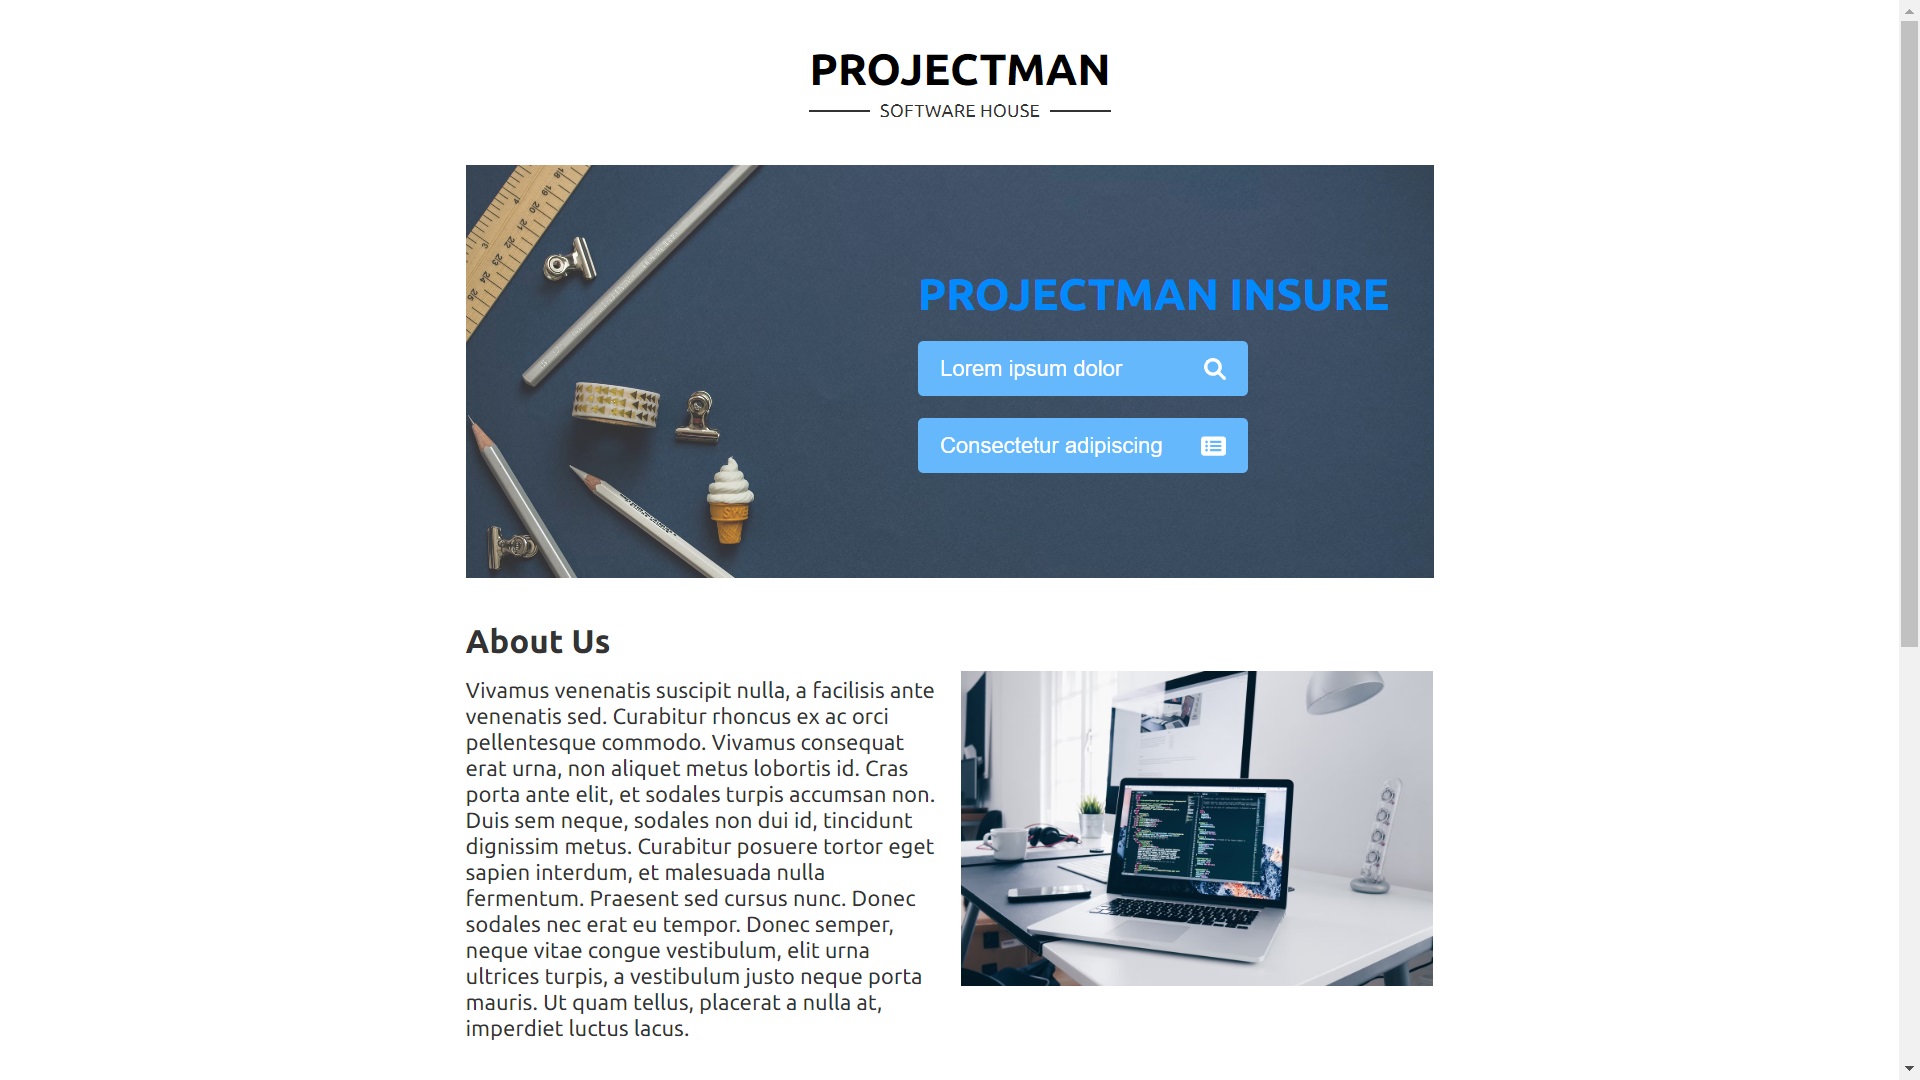 PROJECTMAN
SOFTWARE HOUSE
PROJECTMAN INSURE
Lorem ipsum dolor
Consectetur adipiscing
About Us
Vivamus venenatis suscipit nulla, a facilisis ante
venenatis sed. Curabitur rhoncus ex ac orci
pellentesque commodo. Vivamus consequat
erat urna, non aliquet metus lobortis id. Cras
porta ante elit, et sodales turpis accumsan non.
Duis sem neque, sodales non dui id, tincidunt
dignissim metus. Curabitur posuere tortor eget
sapien interdum, et malesuada nulla
fermentum. Praesent sed cursus nunc. Donec
sodales nec erat eu tempor. Donec semper,
neque vitae congue vestibulum, elit urna
ultrices turpis, a vestibulum justo neque porta
mauris. Ut quam tellus, placerat a nulla at,
imperdiet luctus lacus.